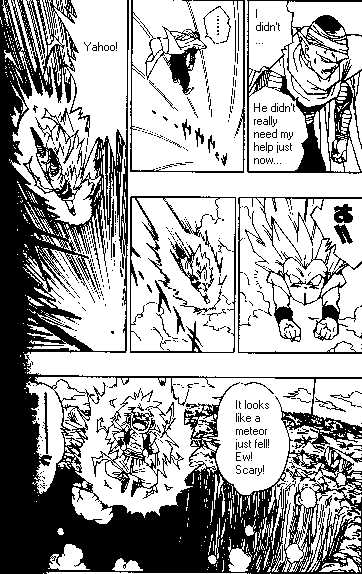 I
didn't
...
He didn't
really
need my
help just
now...
......
Yahoo!
It looks
like a
meteor
just fell!
Ew!
Scary!